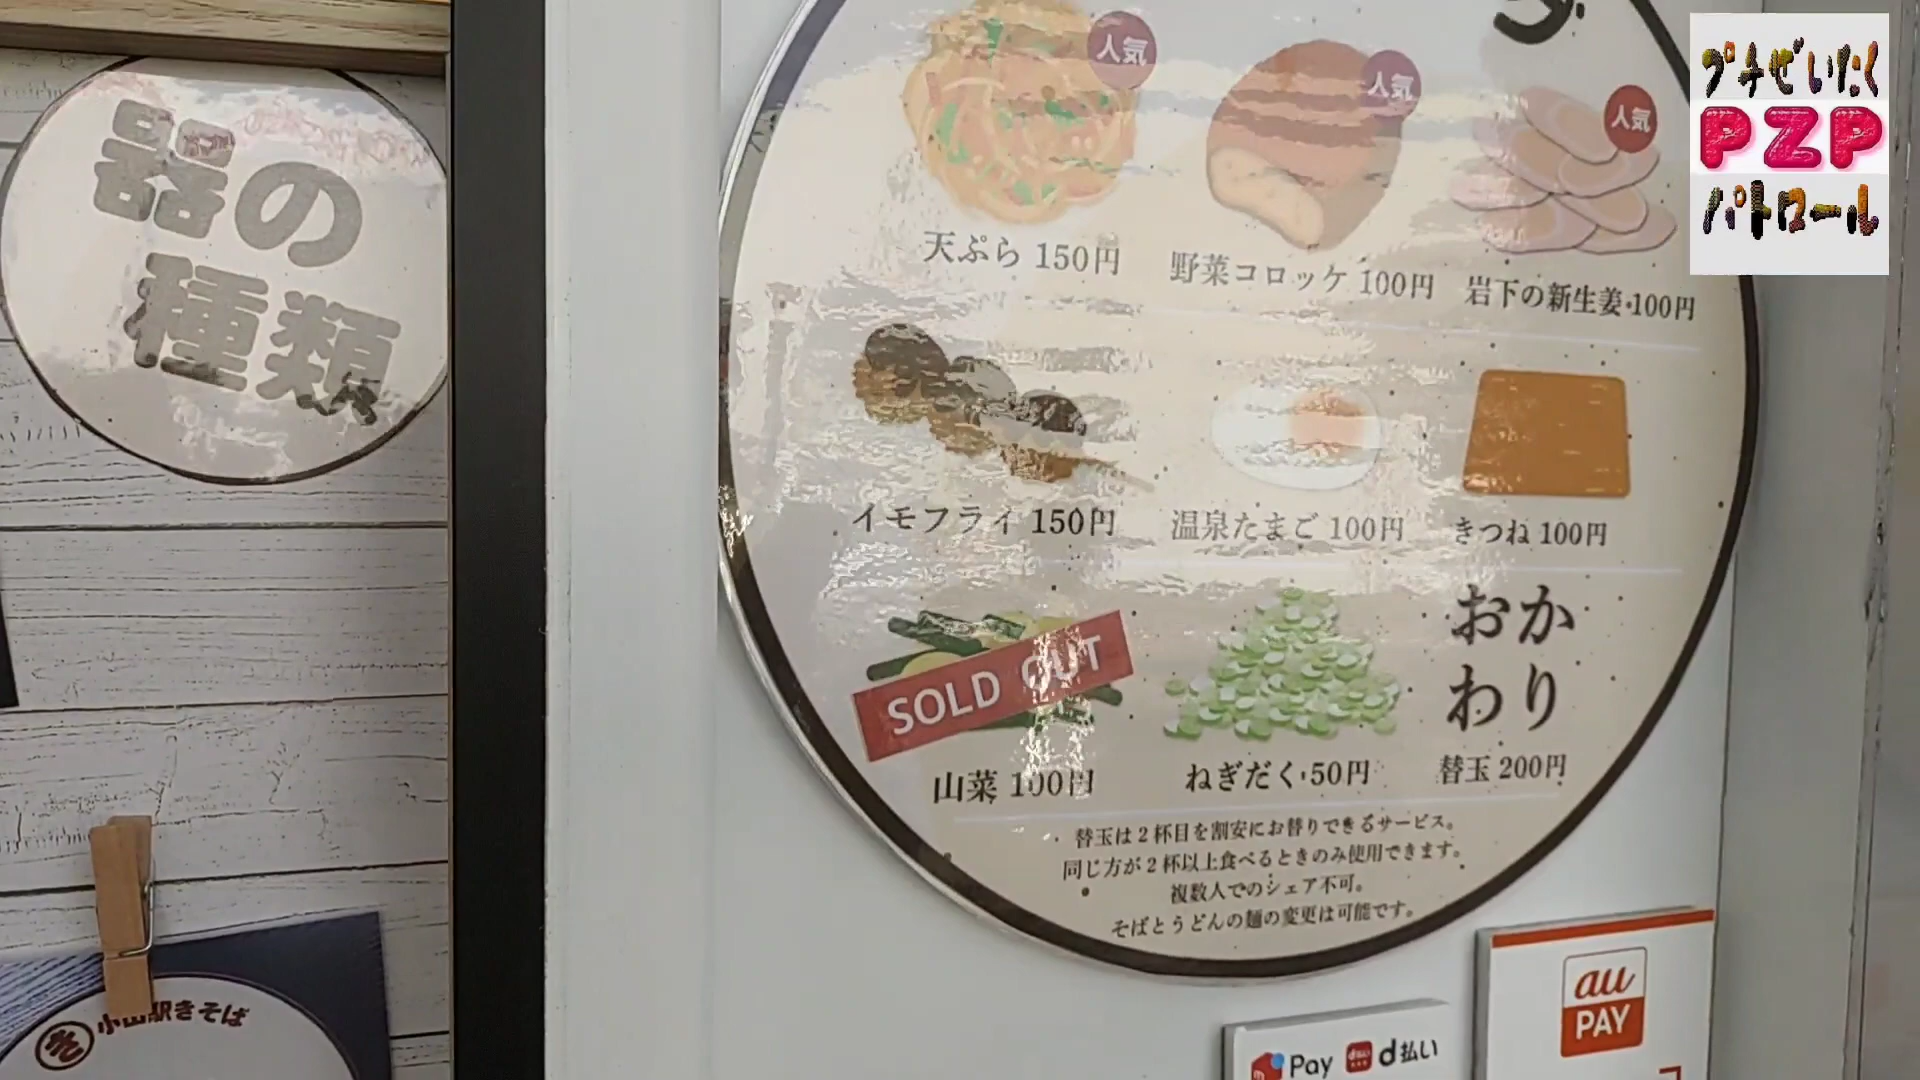 器の
種類
人気
人気
人気
天ぷら 150円
野菜コロッケ 100円
岩下の新生姜 100円
イモフライ 150円
温泉たまご 100円
きつね 100円
SOLD OUT
山菜 100円
ねぎだく 50円
おか
わり
替玉 200円
替玉は2杯目を割安にお替りできるサービス。
同じ方が2杯以上食べるときのみ使用できます。
複数人でのシェア不可。
そばとうどんの麺の変更は可能です。
au
PAY
Pay
d払い
そ
小山駅きそば
プチぜいたく
PZP
パトロール